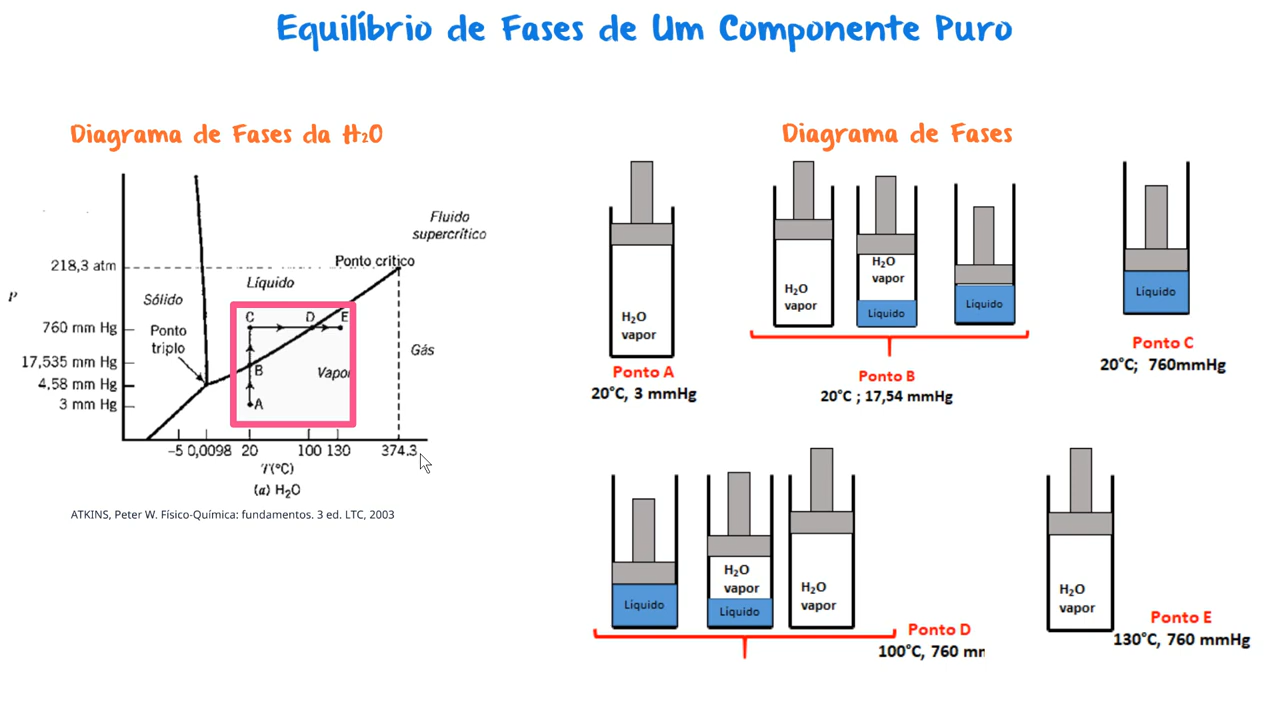 Equilíbrio de Fases de Um Componente Puro
Diagrama de Fases da H₂O
Diagrama de Fases
Fluido
supercrítico
Ponto crítico
218,3 atm
Líquido
P
Sólido
C
D
E
760 mm Hg
Ponto
triplo
Gás
17,535 mm Hg
B
Vapor
4,58 mm Hg
3 mm Hg
A
-5
0,0098
20
100
130
374.3
T(°C)
(a) H₂O
ATKINS, Peter W. Físico-Química: fundamentos. 3 ed. LTC, 2003
H₂O
vapor
Ponto A
20°C, 3 mmHg
H₂O
vapor
H₂O
vapor
Líquido
Líquido
Ponto B
20°C ; 17,54 mmHg
Líquido
Ponto C
20°C; 760mmHg
Líquido
H₂O
vapor
Líquido
H₂O
vapor
Ponto D
100°C, 760 mn
H₂O
vapor
Ponto E
130°C, 760 mmHg